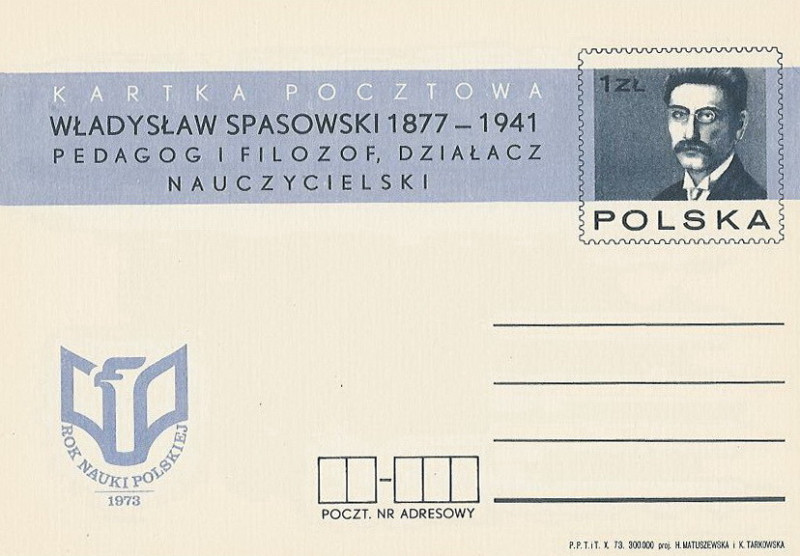 KARTKA POCZTOWA
WŁADYSŁAW SPASOWSKI 1877 – 1941
PEDAGOG I FILOZOF, DZIAŁACZ
NAUCZYCIELSKI
1 ZŁ
POLSKA
ROK NAUKI POLSKIEJ
1973
POCZT. NR ADRESOWY
P.P.T.iT. X. 73. 300000 proj. H. MATUSZEWSKA i K. TARKOWSKA